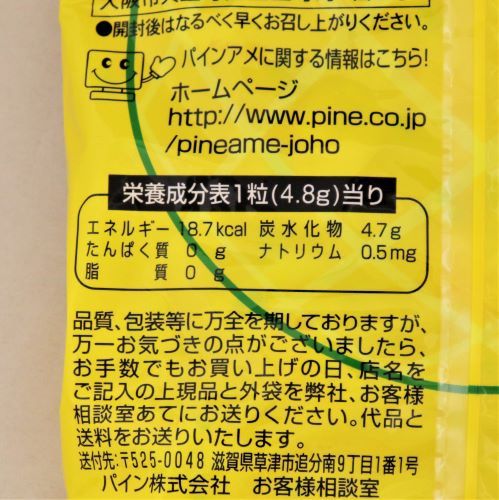 ●開封後はなるべく早くお召し上がりください。
パインアメに関する情報はこちら!
ホームページ
http://www.pine.co.jp
/pineame-joho
栄養成分表1粒(4.8g)当り
エネルギー 18.7kcal 炭水化物 4.7g
たんぱく質 0 g ナトリウム 0.5mg
脂質 0 g
品質、包装等に万全を期しておりますが、
万一お気づきの点がございましたら、
お手数でもお買い上げの日、店名を
ご記入の上現品と外袋を弊社、お客様
相談室あてにお送りください。代品と
送料をお送りいたします。
送付先:〒525-0048 滋賀県草津市追分南9丁目1番1号
パイン株式会社 お客様相談室